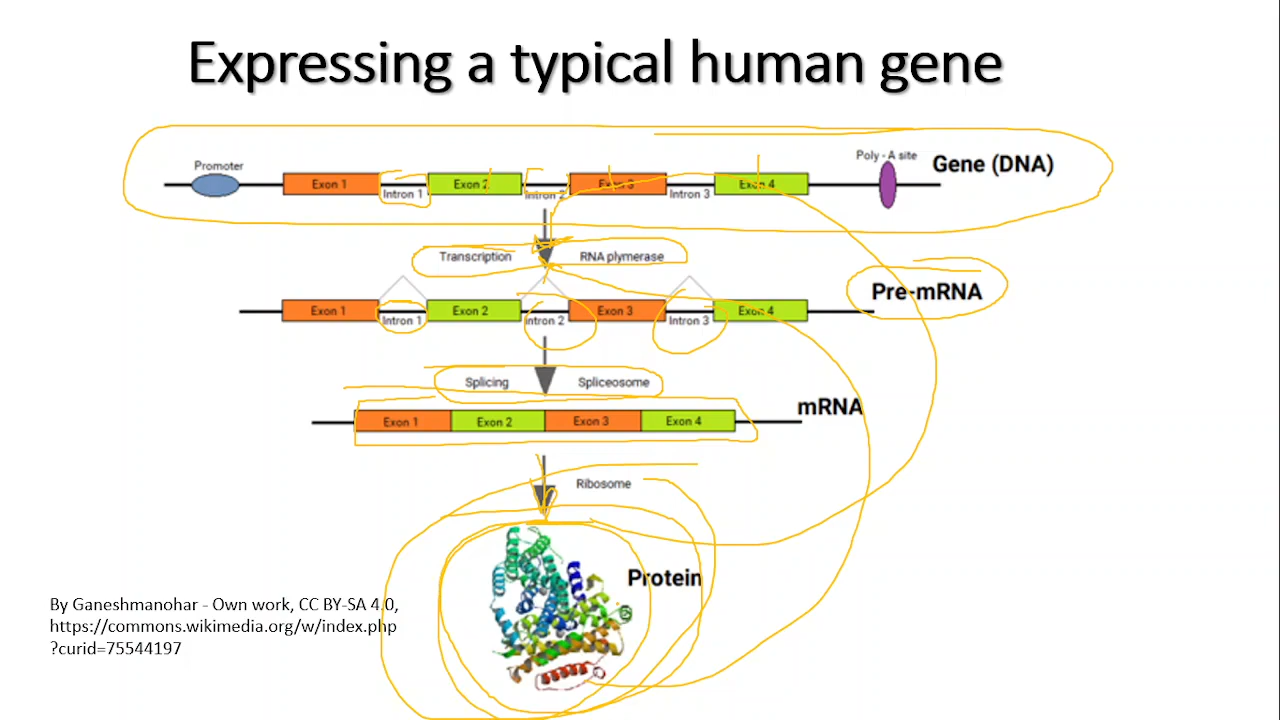 Expressing a typical human gene
Promoter
Poly - A site
Gene (DNA)
Exon 1
Intron 1
Exon 2
Intron 2
Exon 3
Intron 3
Exon 4
Transcription
RNA plymerase
Pre-mRNA
Exon 1
Intron 1
Exon 2
intron 2
Exon 3
Intron 3
Exon 4
Splicing
Spliceosome
mRNA
Exon 1
Exon 2
Exon 3
Exon 4
Ribosome
Protein
By Ganeshmanohar - Own work, CC BY-SA 4.0,
https://commons.wikimedia.org/w/index.php
?curid=75544197